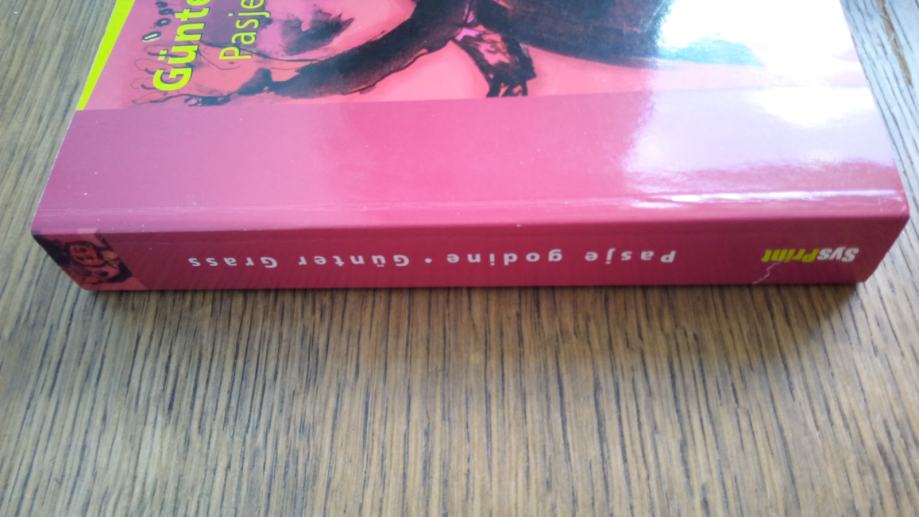 Günte
Pasje
Pasje godine • Günter Grass
SysPrint